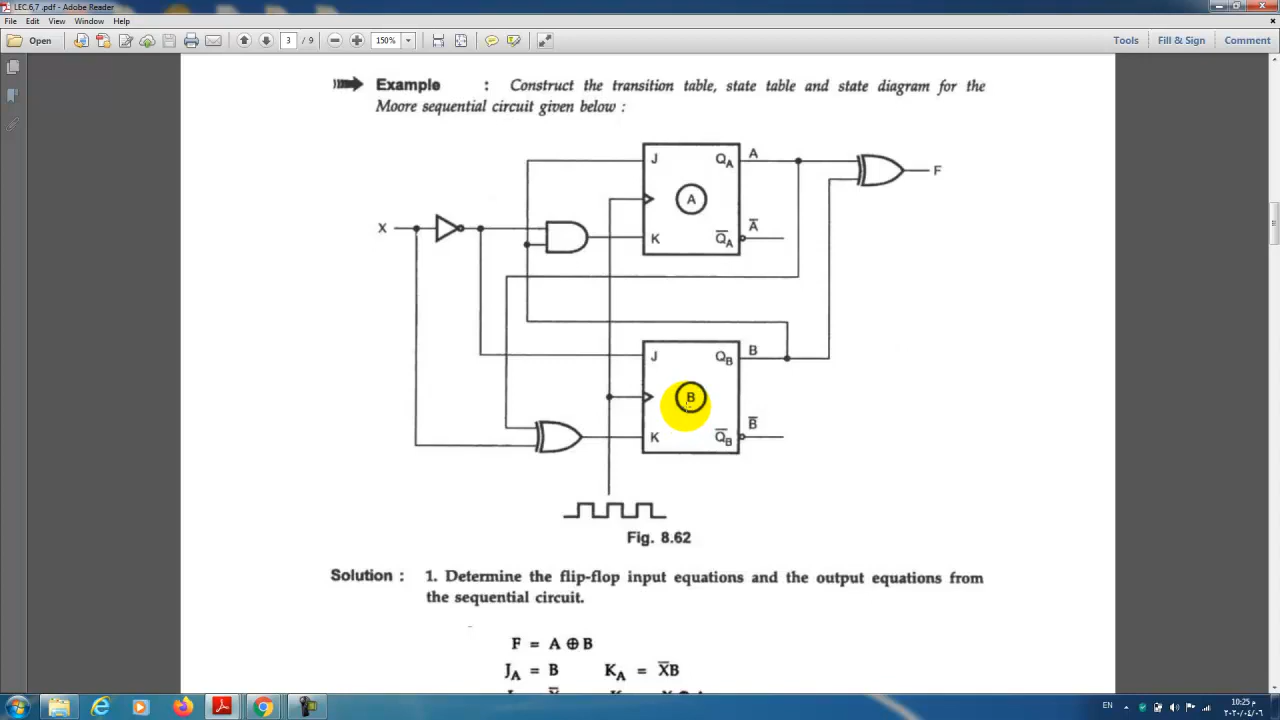 LEC.6,7 .pdf - Adobe Reader
File Edit View Window Help
Open 3 / 9 150% Tools Fill & Sign Comment
Example : Construct the transition table, state table and state diagram for the
Moore sequential circuit given below :
J QA A
F
A
X
K Q̅A A̅
J QB B
B
K Q̅B B̅
Fig. 8.62
Solution : 1. Determine the flip-flop input equations and the output equations from
the sequential circuit.
F = A ⊕ B
JA = B KA = X̅B
EN
10:25 م
٢٠٢٠/٠٤/٠٦